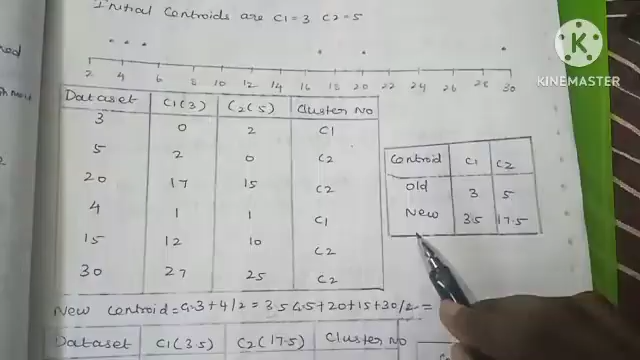 Initial Centroids are C1=3 C2=5
K
KINEMASTER
2 4 6 8 10 12 14 16 18 20 22 24 26 28 30
Dataset C1(3) C2(5) Cluster No
3 0 2 C1
5 2 0 C2
20 17 15 C2
4 1 1 C1
15 12 10 C2
30 27 25 C2
Centroid C1 C2
Old 3 5
New 3.5 17.5
New Centroid = C1 3+4/2 = 3.5 5+20+15+30/ =
Dataset C1(3.5) C2(17.5) Cluster No